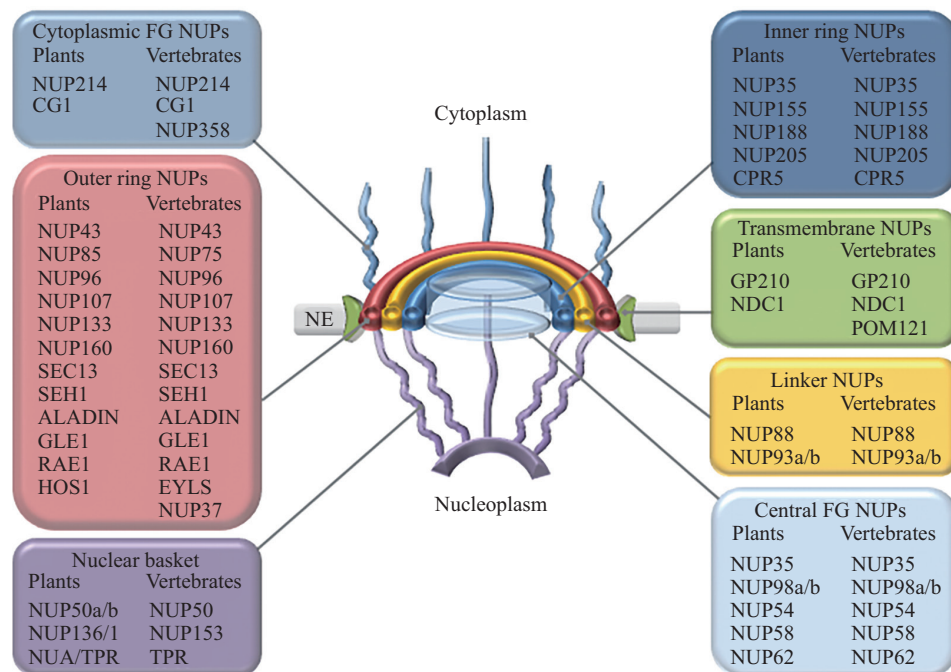 Cytoplasmic FG NUPs
Plants Vertebrates
NUP214 NUP214
CG1 CG1
NUP358
Outer ring NUPs
Plants Vertebrates
NUP43 NUP43
NUP85 NUP75
NUP96 NUP96
NUP107 NUP107
NUP133 NUP133
NUP160 NUP160
SEC13 SEC13
SEH1 SEH1
ALADIN ALADIN
GLE1 GLE1
RAE1 RAE1
HOS1 EYLS
NUP37
Nuclear basket
Plants Vertebrates
NUP50a/b NUP50
NUP136/1 NUP153
NUA/TPR TPR
Cytoplasm
NE
Nucleoplasm
Inner ring NUPs
Plants Vertebrates
NUP35 NUP35
NUP155 NUP155
NUP188 NUP188
NUP205 NUP205
CPR5 CPR5
Transmembrane NUPs
Plants Vertebrates
GP210 GP210
NDC1 NDC1
POM121
Linker NUPs
Plants Vertebrates
NUP88 NUP88
NUP93a/b NUP93a/b
Central FG NUPs
Plants Vertebrates
NUP35 NUP35
NUP98a/b NUP98a/b
NUP54 NUP54
NUP58 NUP58
NUP62 NUP62